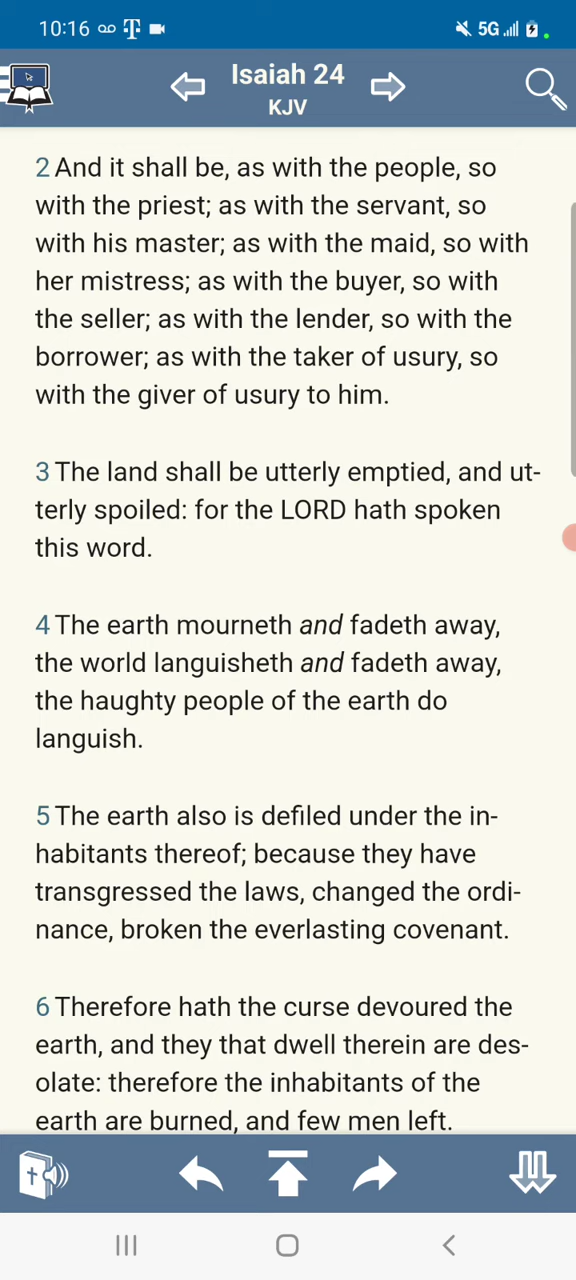 10:16
5G
Isaiah 24
KJV
2 And it shall be, as with the people, so
with the priest; as with the servant, so
with his master; as with the maid, so with
her mistress; as with the buyer, so with
the seller; as with the lender, so with the
borrower; as with the taker of usury, so
with the giver of usury to him.
3 The land shall be utterly emptied, and ut-
terly spoiled: for the LORD hath spoken
this word.
4 The earth mourneth and fadeth away,
the world languisheth and fadeth away,
the haughty people of the earth do
languish.
5 The earth also is defiled under the in-
habitants thereof; because they have
transgressed the laws, changed the ordi-
nance, broken the everlasting covenant.
6 Therefore hath the curse devoured the
earth, and they that dwell therein are des-
olate: therefore the inhabitants of the
earth are burned, and few men left.